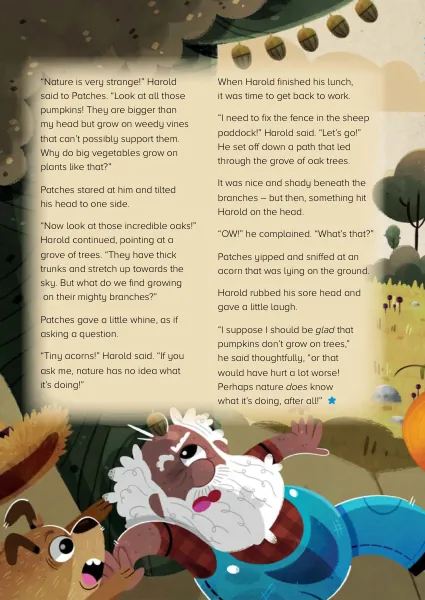 “Nature is very strange!” Harold
said to Patches. “Look at all those
pumpkins! They are bigger than
my head but grow on weedy vines
that can’t possibly support them.
Why do big vegetables grow on
plants like that?”
Patches stared at him and tilted
his head to one side.
“Now look at those incredible oaks!”
Harold continued, pointing at a
grove of trees. “They have thick
trunks and stretch up towards the
sky. But what do we find growing
on their mighty branches?”
Patches gave a little whine, as if
asking a question.
“Tiny acorns!” Harold said. “If you
ask me, nature has no idea what
it’s doing!”
When Harold finished his lunch,
it was time to get back to work.
“I need to fix the fence in the sheep
paddock!” Harold said. “Let’s go!”
He set off down a path that led
through the grove of oak trees.
It was nice and shady beneath the
branches – but then, something hit
Harold on the head.
“OW!” he complained. “What’s that?”
Patches yipped and sniffed at an
acorn that was lying on the ground.
Harold rubbed his sore head and
gave a little laugh.
“I suppose I should be glad that
pumpkins don’t grow on trees,”
he said thoughtfully, “or that
would have hurt a lot worse!
Perhaps nature does know
what it’s doing, after all!”